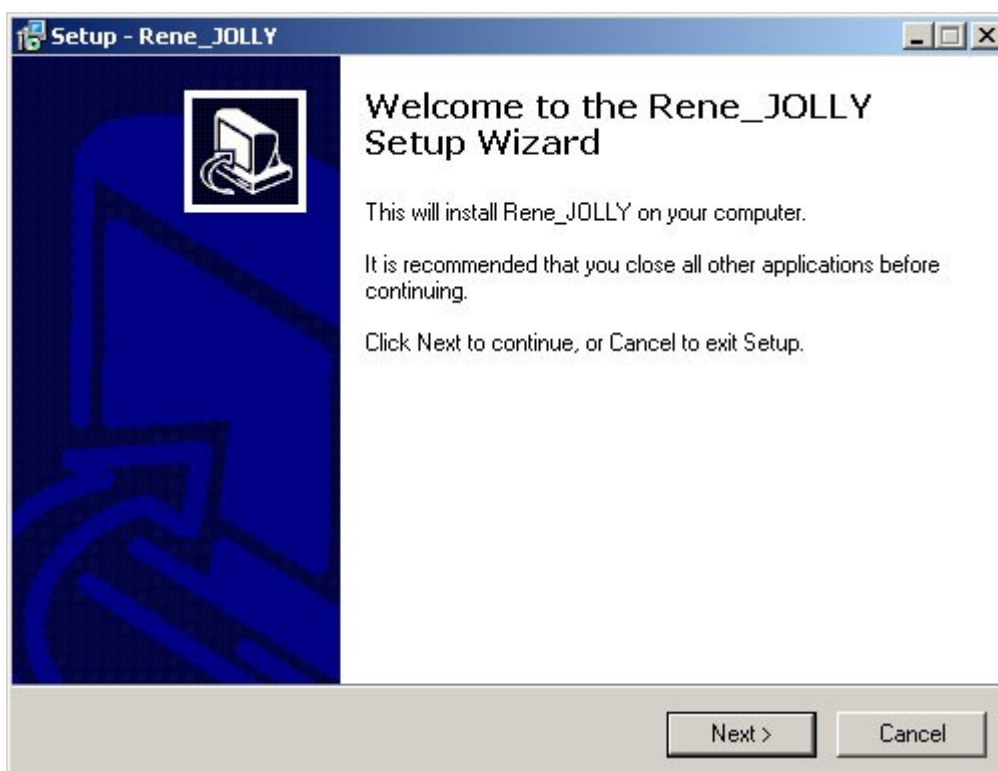 Setup - Rene_JOLLY
Welcome to the Rene_JOLLY
Setup Wizard
This will install Rene_JOLLY on your computer.
It is recommended that you close all other applications before
continuing.
Click Next to continue, or Cancel to exit Setup.
Next >
Cancel